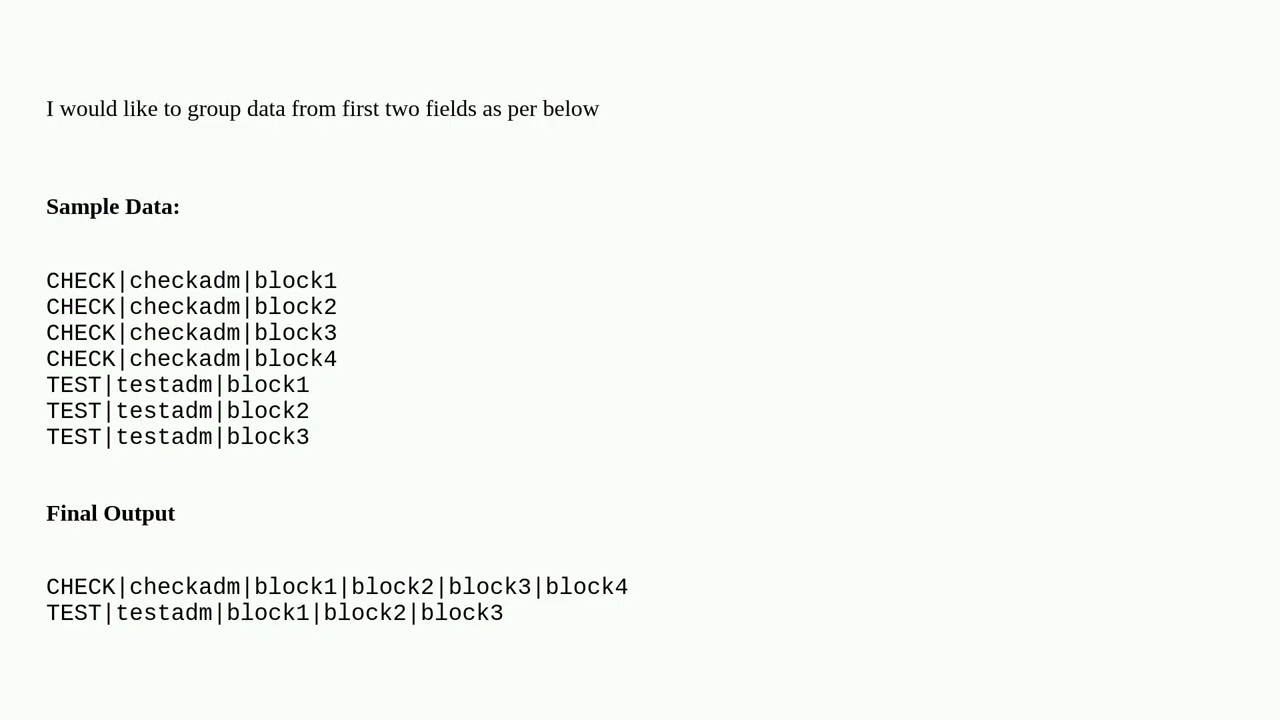 I would like to group data from first two fields as per below
Sample Data:
CHECK|checkadm|block1
CHECK|checkadm|block2
CHECK|checkadm|block3
CHECK|checkadm|block4
TEST|testadm|block1
TEST|testadm|block2
TEST|testadm|block3
Final Output
CHECK|checkadm|block1|block2|block3|block4
TEST|testadm|block1|block2|block3